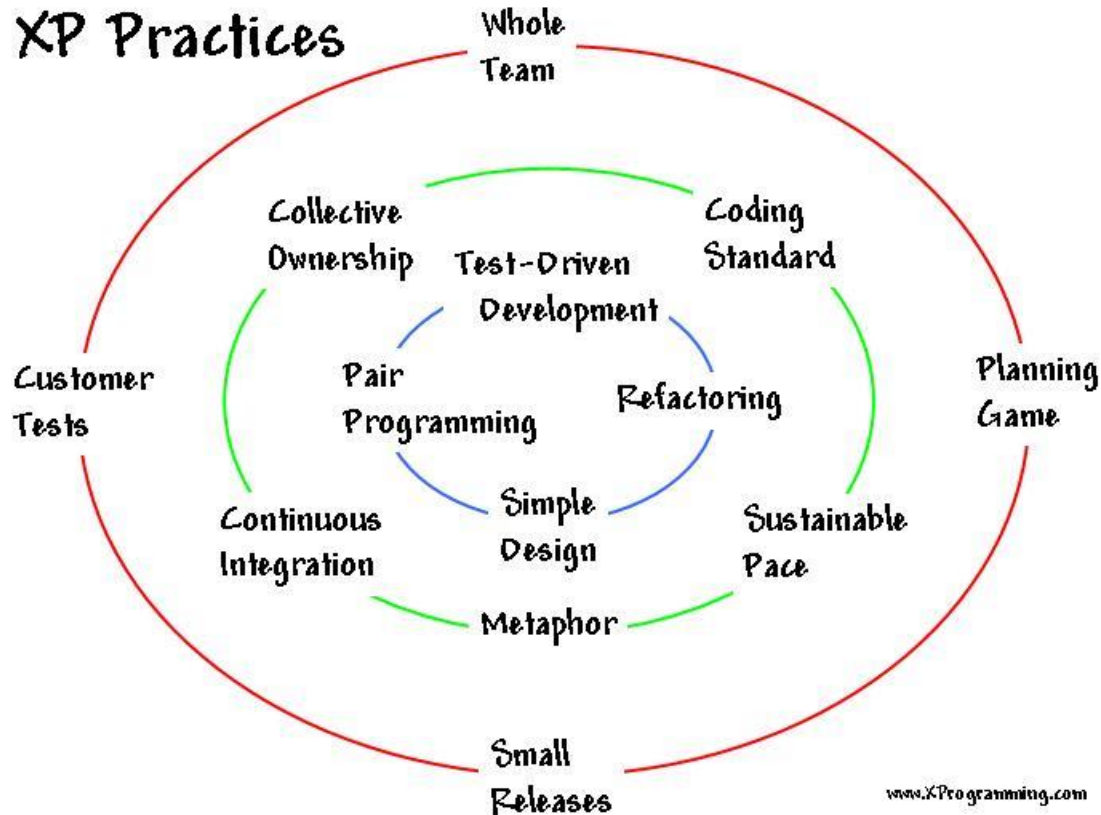 XP Practices
Whole
Team
Collective
Ownership
Coding
Standard
Test-Driven
Development
Customer
Tests
Pair
Programming
Refactoring
Planning
Game
Continuous
Integration
Simple
Design
Sustainable
Pace
Metaphor
Small
Releases
www.XProgramming.com